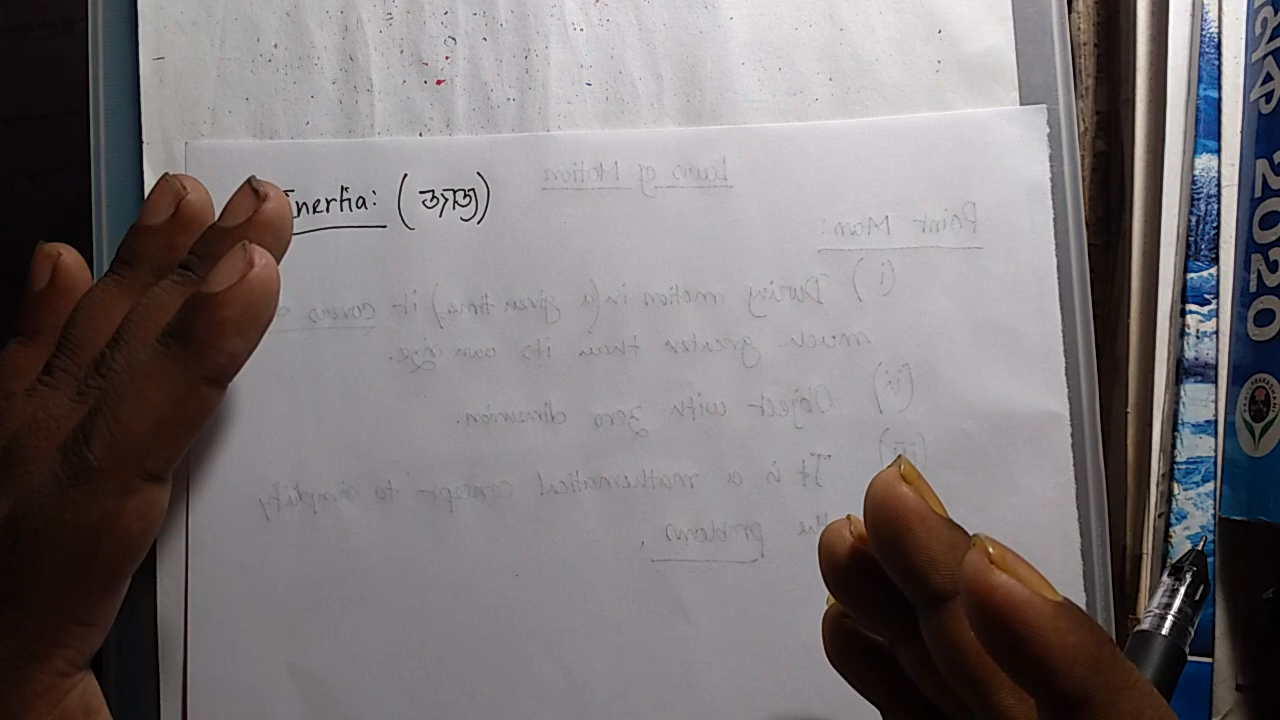 Inertia: (জাড্য)
Laws of Motion
Point Mass:
(i) During motion in (a given time) it covers
much greater than its own size.
(ii) Object with zero dimension.
(iii) It is a mathematical concept to simplify
the problems.
2020